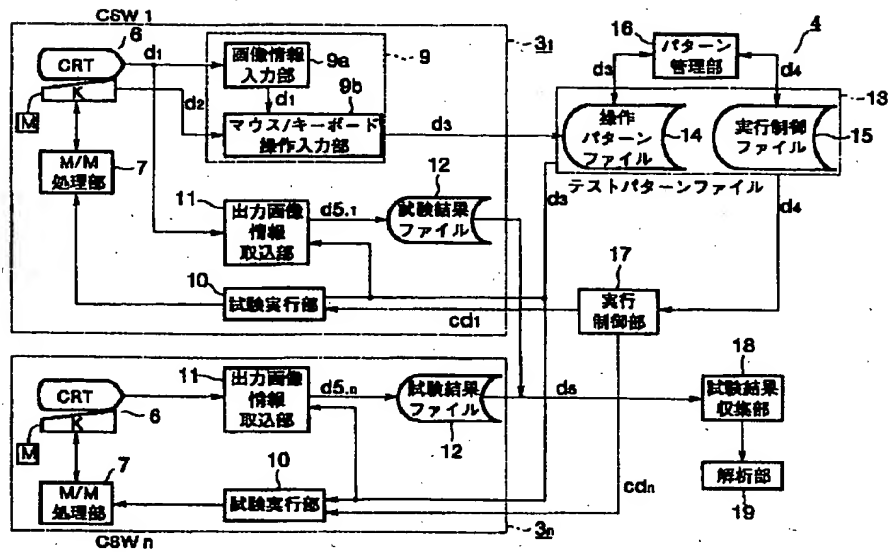 CSW 1
6
CRT
K
M
d1
d2
7
M/M
処理部
画像情報
入力部
9a
9
d1
9b
マウス/キーボード
操作入力部
3₁
d3
11
出力画像
情報
取込部
d5.1
12
試験結果
ファイル
10
試験実行部
cd1
16
パターン
管理部
4
d3
d4
13
操作
パターン
ファイル
14
実行制御
ファイル
15
テストパターンファイル
d3
d4
17
実行
制御部
CRT
K
M
6
7
M/M
処理部
11
出力画像
情報
取込部
d5.n
試験結果
ファイル
12
d5
10
試験実行部
cdn
18
試験結果
収集部
解析部
19
CSW n
3n